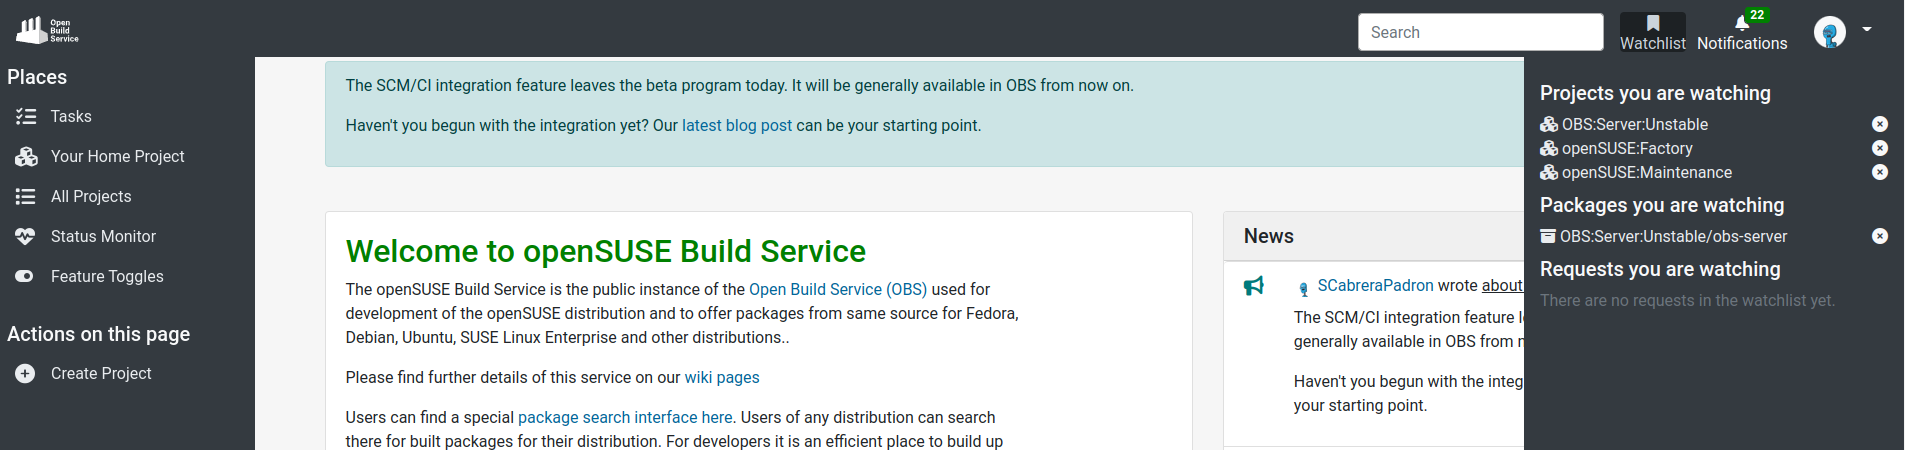 Open
Build
Service
Search
Watchlist
22
Notifications
Places
Tasks
Your Home Project
All Projects
Status Monitor
Feature Toggles
Actions on this page
Create Project
The SCM/CI integration feature leaves the beta program today. It will be generally available in OBS from now on.
Haven't you begun with the integration yet? Our latest blog post can be your starting point.
Welcome to openSUSE Build Service
The openSUSE Build Service is the public instance of the Open Build Service (OBS) used for
development of the openSUSE distribution and to offer packages from same source for Fedora,
Debian, Ubuntu, SUSE Linux Enterprise and other distributions..
Please find further details of this service on our wiki pages
Users can find a special package search interface here. Users of any distribution can search
there for built packages for their distribution. For developers it is an efficient place to build up
News
SCabreraPadron wrote about
The SCM/CI integration feature
generally available in OBS from
Haven't you begun with the integ
your starting point.
Projects you are watching
OBS:Server:Unstable
openSUSE:Factory
openSUSE:Maintenance
Packages you are watching
OBS:Server:Unstable/obs-server
Requests you are watching
There are no requests in the watchlist yet.